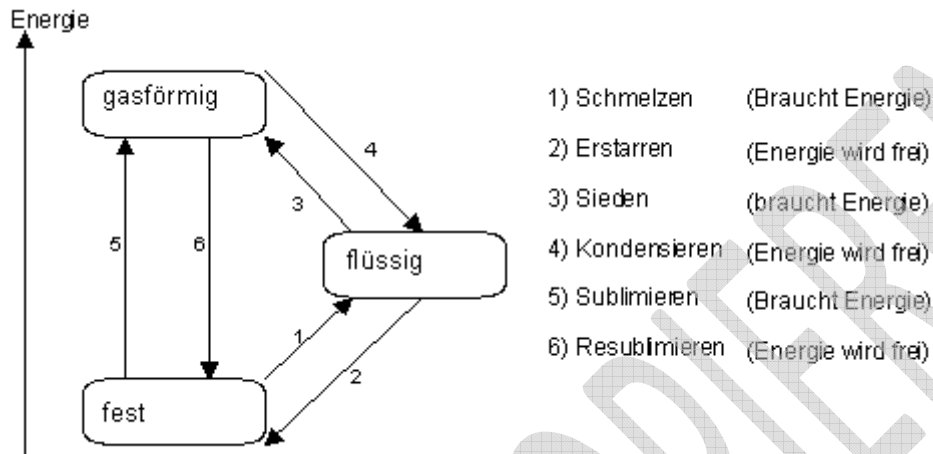 Energie
gasförmig
1) Schmelzen (Braucht Energie)
4
2) Erstarren (Energie wird frei)
3
3) Sieden (braucht Energie)
5
6
flüssig
4) Kondensieren (Energie wird frei)
5) Sublimieren (Braucht Energie)
1
6) Resublimieren (Energie wird frei)
2
fest